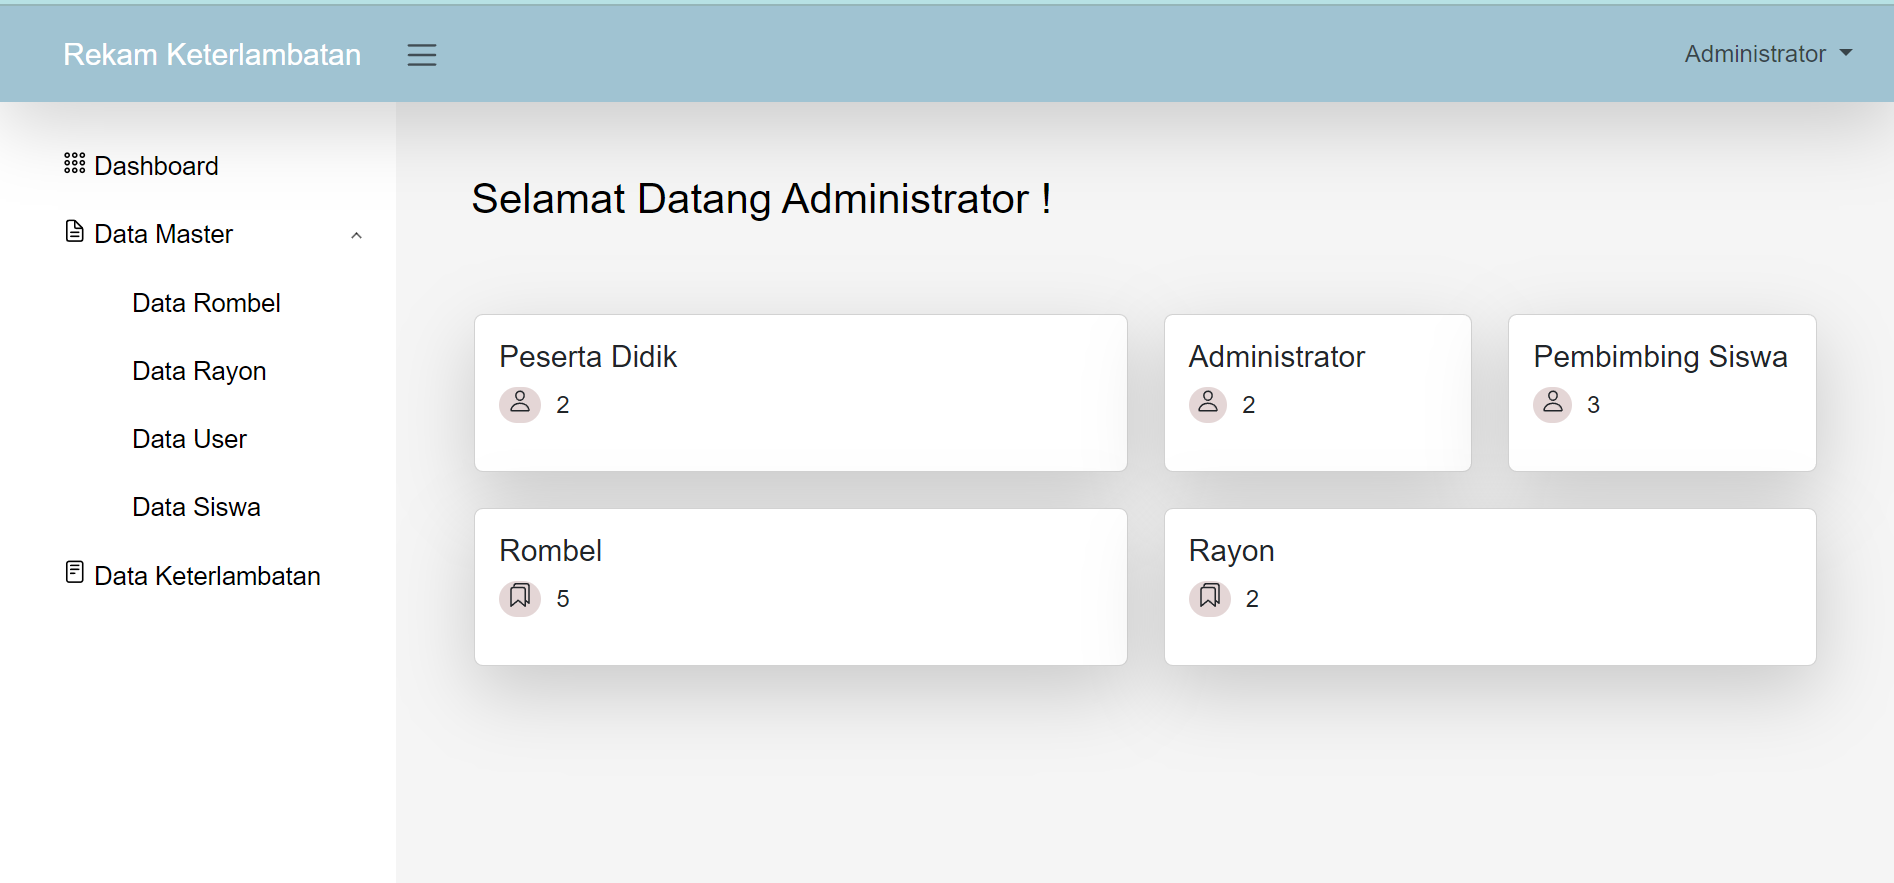 Rekam Keterlambatan
Administrator
Dashboard
Data Master
Data Rombel
Data Rayon
Data User
Data Siswa
Data Keterlambatan
Selamat Datang Administrator !
Peserta Didik
2
Administrator
2
Pembimbing Siswa
3
Rombel
5
Rayon
2